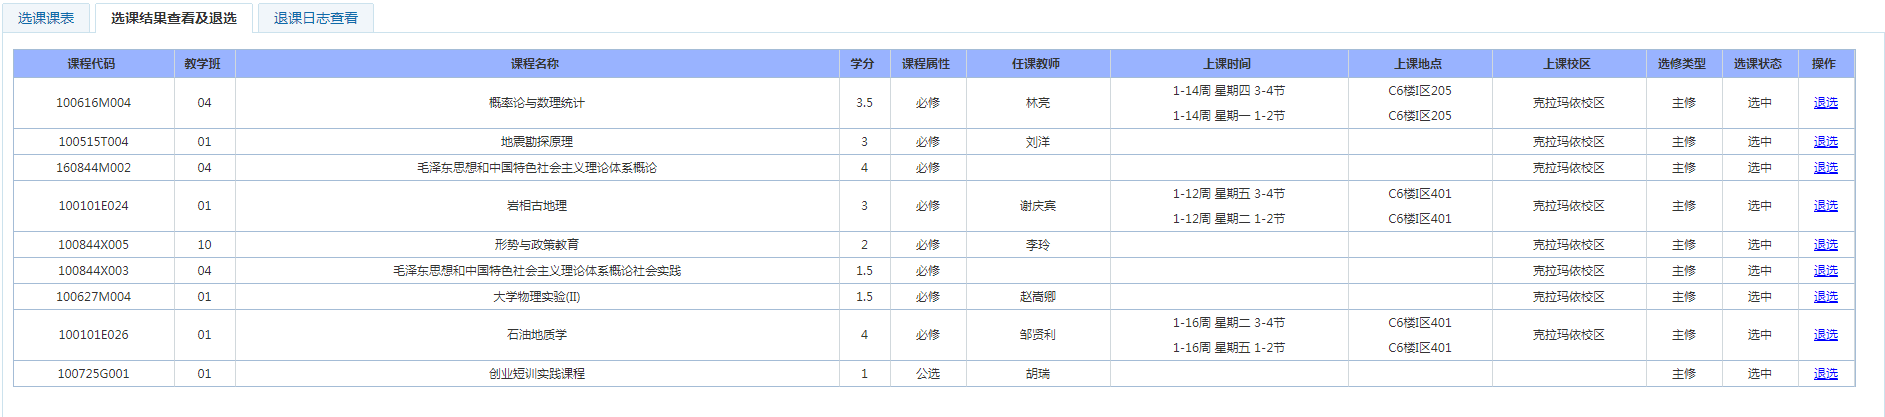 选课课表 选课结果查看及退选 退课日志查看
课程代码 教学班 课程名称 学分 课程属性 任课教师 上课时间 上课地点 上课校区 选修类型 选课状态 操作
100616M004 04 概率论与数理统计 3.5 必修 林亮 1-14周 星期四 3-4节 C6楼I区205 克拉玛依校区 主修 选中 退选
1-14周 星期一 1-2节 C6楼I区205
100515T004 01 地震勘探原理 3 必修 刘洋 克拉玛依校区 主修 选中 退选
160844M002 04 毛泽东思想和中国特色社会主义理论体系概论 4 必修 克拉玛依校区 主修 选中 退选
100101E024 01 岩相古地理 3 必修 谢庆宾 1-12周 星期五 3-4节 C6楼I区401 克拉玛依校区 主修 选中 退选
1-12周 星期二 1-2节 C6楼I区401
100844X005 10 形势与政策教育 2 必修 李玲 克拉玛依校区 主修 选中 退选
100844X003 04 毛泽东思想和中国特色社会主义理论体系概论社会实践 1.5 必修 克拉玛依校区 主修 选中 退选
100627M004 01 大学物理实验(II) 1.5 必修 赵嵩卿 克拉玛依校区 主修 选中 退选
100101E026 01 石油地质学 4 必修 邹贤利 1-16周 星期二 3-4节 C6楼I区401 克拉玛依校区 主修 选中 退选
1-16周 星期五 1-2节 C6楼I区401
100725G001 01 创业短训实践课程 1 公选 胡瑞 主修 选中 退选